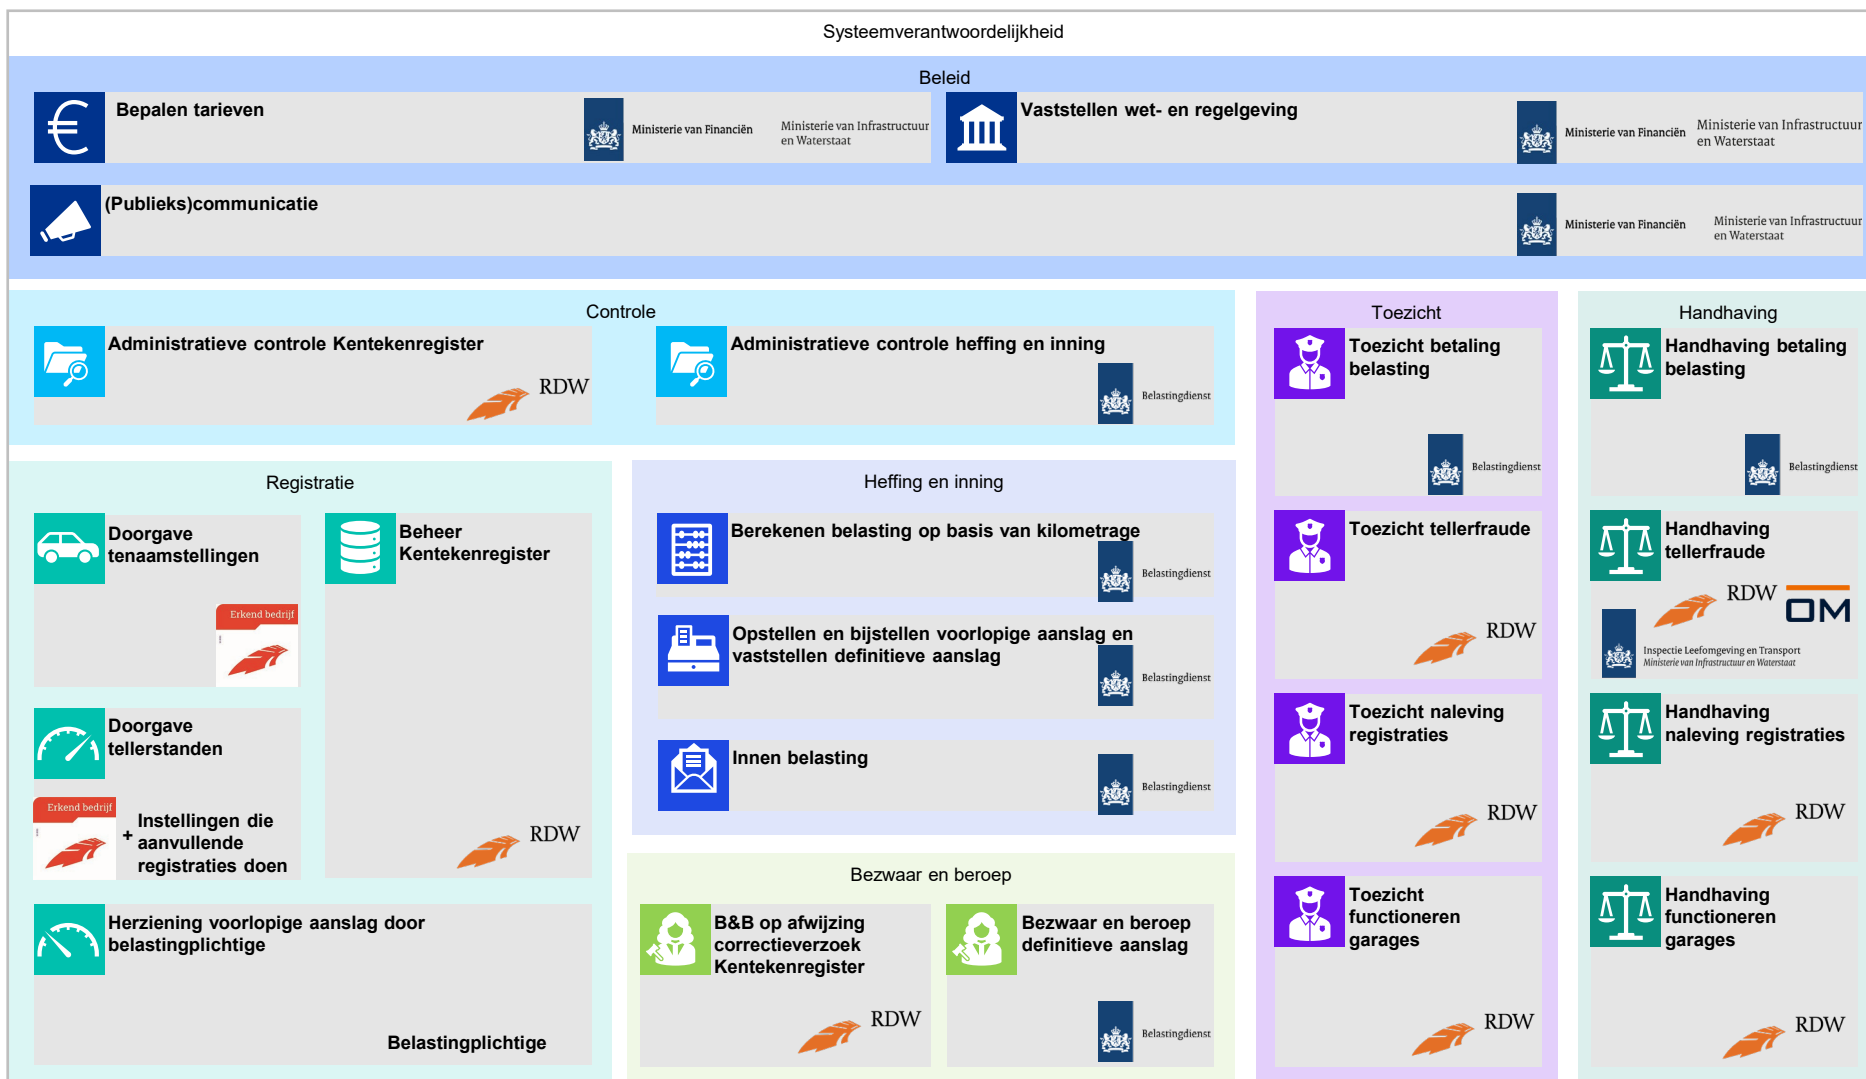 Systeemverantwoordelijkheid
Beleid
Bepalen tarieven
Ministerie van Financiën
Ministerie van Infrastructuur
en Waterstaat
Vaststellen wet- en regelgeving
Ministerie van Financiën
Ministerie van Infrastructuur
en Waterstaat
(Publieks)communicatie
Ministerie van Financiën
Ministerie van Infrastructuur
en Waterstaat
Controle
Administratieve controle Kentekenregister
RDW
Administratieve controle heffing en inning
Belastingdienst
Registratie
Doorgave
tenaamstellingen
Erkend bedrijf
Beheer
Kentekenregister
RDW
Doorgave
tellerstanden
Erkend bedrijf
+ Instellingen die
aanvullende
registraties doen
Herziening voorlopige aanslag door
belastingplichtige
Belastingplichtige
Heffing en inning
Berekenen belasting op basis van kilometrage
Belastingdienst
Opstellen en bijstellen voorlopige aanslag en
vaststellen definitieve aanslag
Belastingdienst
Innen belasting
Belastingdienst
Bezwaar en beroep
B&B op afwijzing
correctieverzoek
Kentekenregister
RDW
Bezwaar en beroep
definitieve aanslag
Belastingdienst
Toezicht
Toezicht betaling
belasting
Belastingdienst
Toezicht tellerfraude
RDW
Toezicht naleving
registraties
RDW
Toezicht
functioneren
garages
RDW
Handhaving
Handhaving betaling
belasting
Belastingdienst
Handhaving
tellerfraude
RDW
OM
Inspectie Leefomgeving en Transport
Ministerie van Infrastructuur en Waterstaat
Handhaving
naleving registraties
RDW
Handhaving
functioneren
garages
RDW